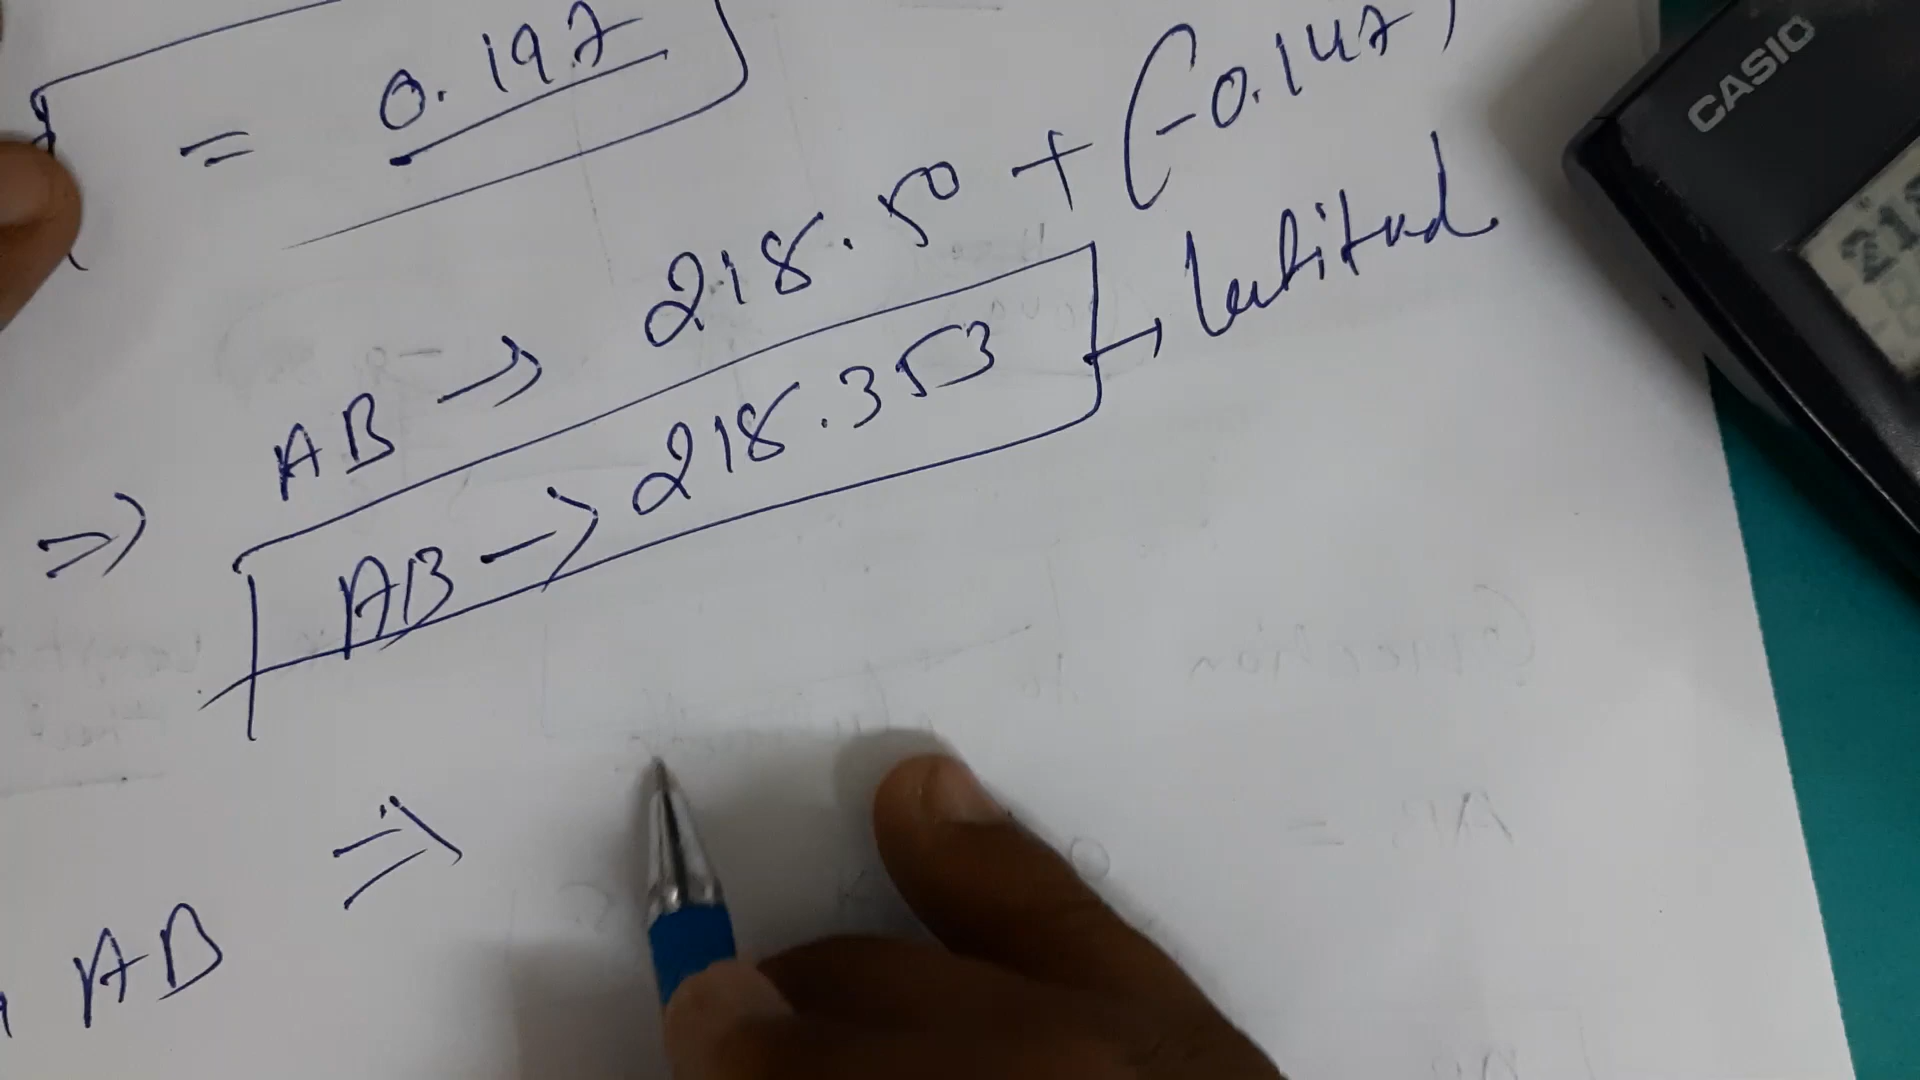 = 0.197
⇒ AB → 218.50 + (-0.147)
AB → 218.353 → latitud
AB ⇒
CASIO